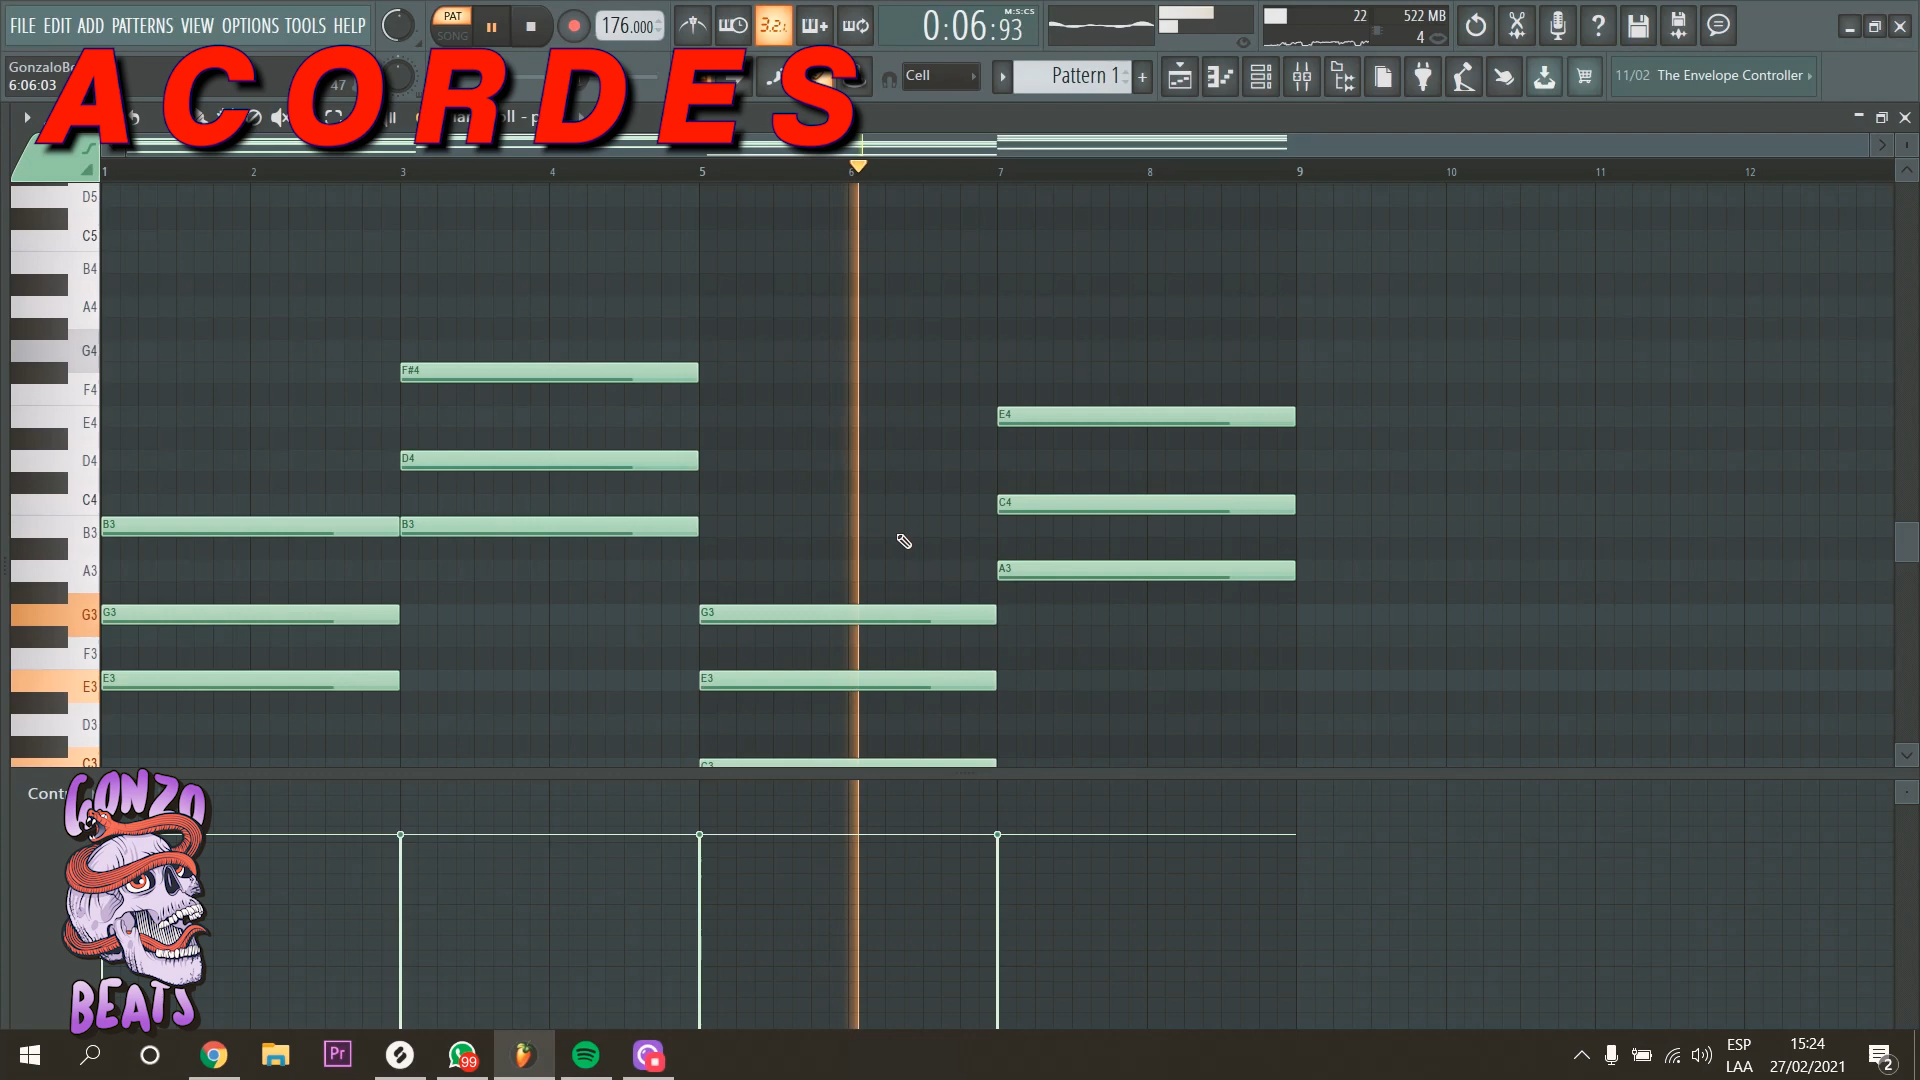 FILE EDIT ADD PATTERNS VIEW OPTIONS TOOLS HELP
PAT
SONG
176.000
3.2.
0:06:93
M:S:CS
22
522 MB
4
6:06:03
47
Cell
Pattern 1
11/02 The Envelope Controller
ACORDES
1 2 3 4 5 6 7 8 9 10 11 12
D5
C5
B4
A4
G4
F4
E4
D4
C4
B3
A3
G3
F3
E3
D3
C3
F#4
E4
D4
C4
B3 B3
A3
G3 G3
E3 E3
C3
Cont
GONZO
BEATS
Pr
99
ESP
LAA
15:24
27/02/2021
2